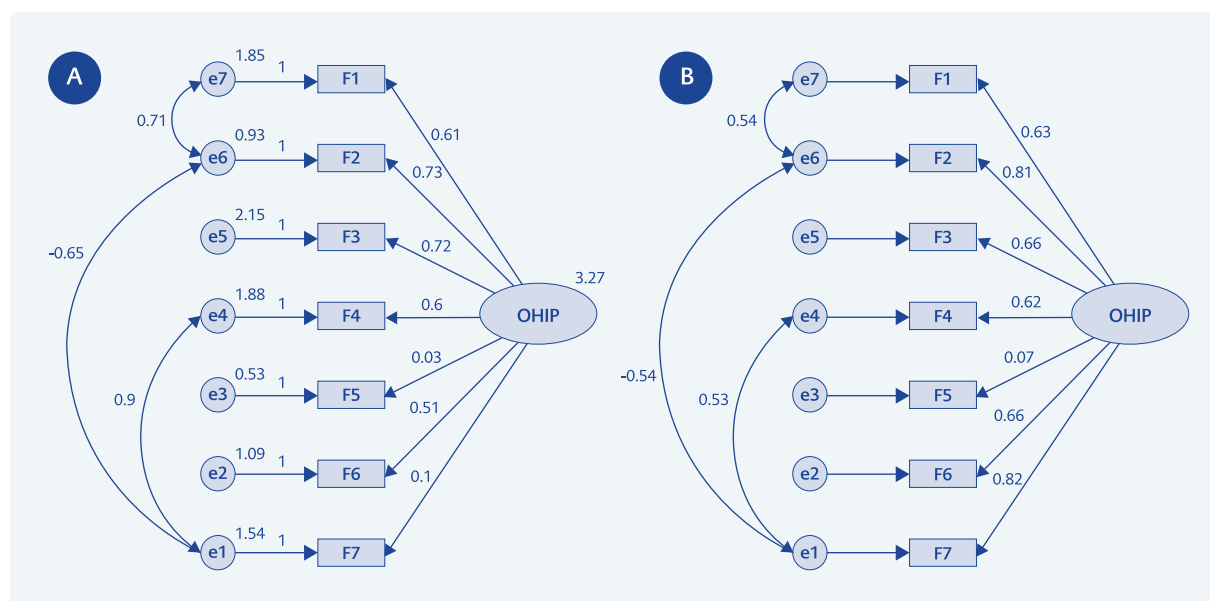 A
1.85
1
e7
F1
0.71
0.61
0.93
1
e6
F2
0.73
2.15
1
e5
F3
0.72
-0.65
3.27
1.88
1
e4
F4
0.6
OHIP
0.03
0.53
1
e3
F5
0.9
0.51
1.09
1
e2
F6
0.1
1.54
1
e1
F7
B
e7
F1
0.54
0.63
e6
F2
0.81
e5
F3
0.66
e4
F4
0.62
OHIP
0.07
-0.54
e3
F5
0.53
0.66
e2
F6
0.82
e1
F7